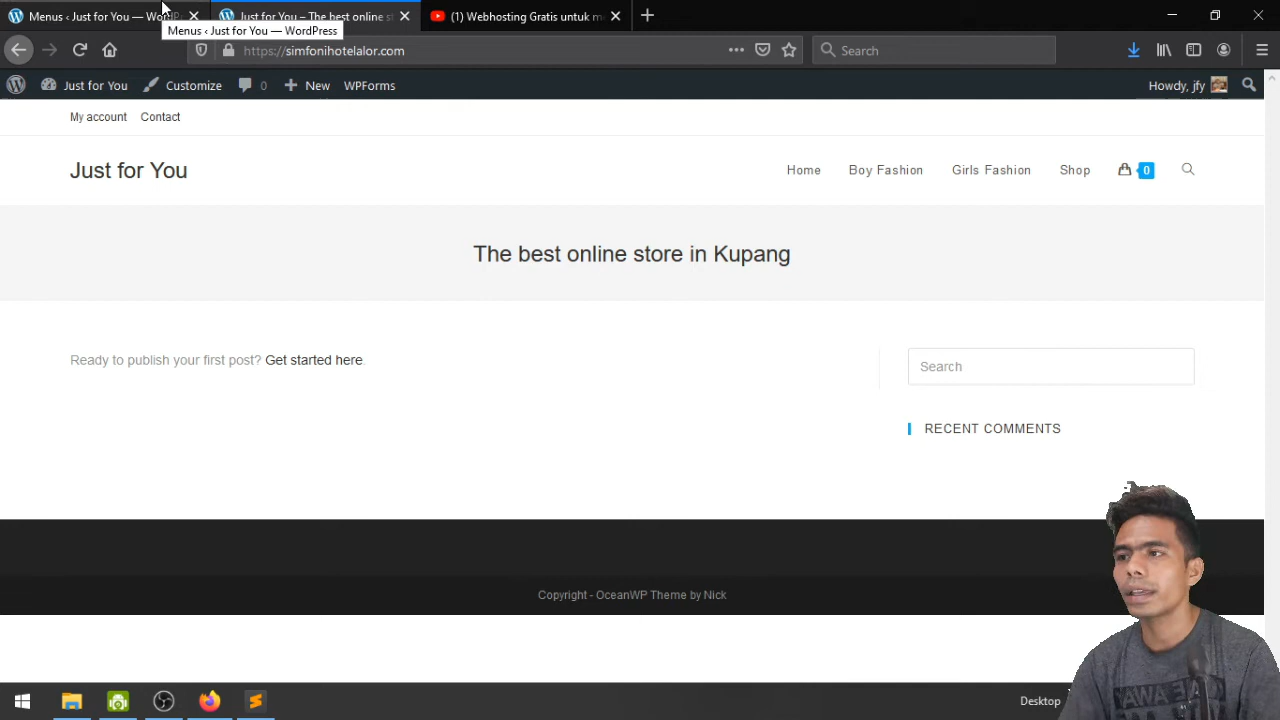 Menus ‹ Just for You — WordP
Just for You – The best online s
(1) Webhosting Gratis untuk m
Menus ‹ Just for You — WordPress
https://simfonihotelalor.com
Search
Just for You
Customize
0
New
WPForms
Howdy, jfy
My account
Contact
Just for You
Home
Boy Fashion
Girls Fashion
Shop
0
The best online store in Kupang
Ready to publish your first post? Get started here.
Search
RECENT COMMENTS
Copyright - OceanWP Theme by Nick
Desktop